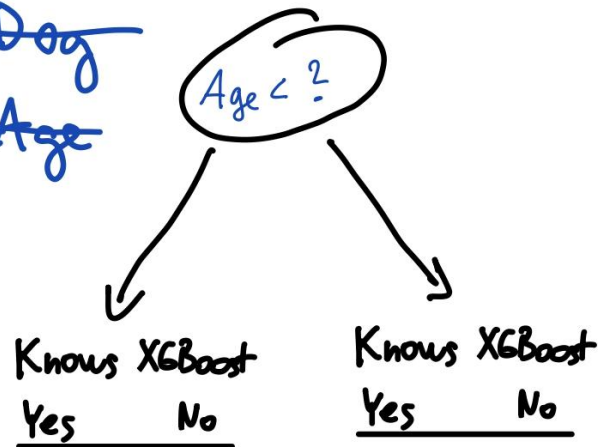 Dog
Age
Age < ?
Knows XGBoost
Yes No
Knows XGBoost
Yes No